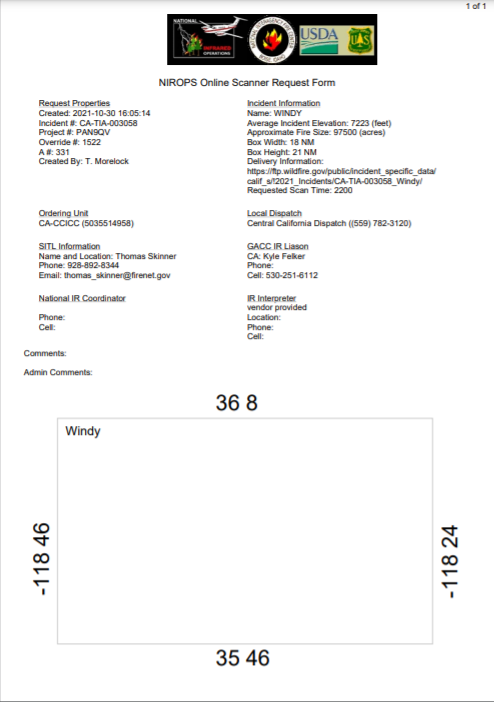 1 of 1
NATIONAL
INFRARED
OPERATIONS
NATIONAL INTERAGENCY FIRE CENTER
BOISE, IDAHO
USDA
U S
NIROPS Online Scanner Request Form
Request Properties
Created: 2021-10-30 16:05:14
Incident #: CA-TIA-003058
Project #: PAN9QV
Override #: 1522
A #: 331
Created By: T. Morelock
Incident Information
Name: WINDY
Average Incident Elevation: 7223 (feet)
Approximate Fire Size: 97500 (acres)
Box Width: 18 NM
Box Height: 21 NM
Delivery Information:
https://ftp.wildfire.gov/public/incident_specific_data/
calif_s/!2021_Incidents/CA-TIA-003058_Windy/
Requested Scan Time: 2200
Ordering Unit
CA-CCICC (5035514958)
Local Dispatch
Central California Dispatch ((559) 782-3120)
SITL Information
Name and Location: Thomas Skinner
Phone: 928-892-8344
Email: thomas_skinner@firenet.gov
GACC IR Liason
CA: Kyle Felker
Phone:
Cell: 530-251-6112
National IR Coordinator
Phone:
Cell:
IR Interpreter
vendor provided
Location:
Phone:
Cell:
Comments:
Admin Comments:
36 8
Windy
-118 46
-118 24
35 46